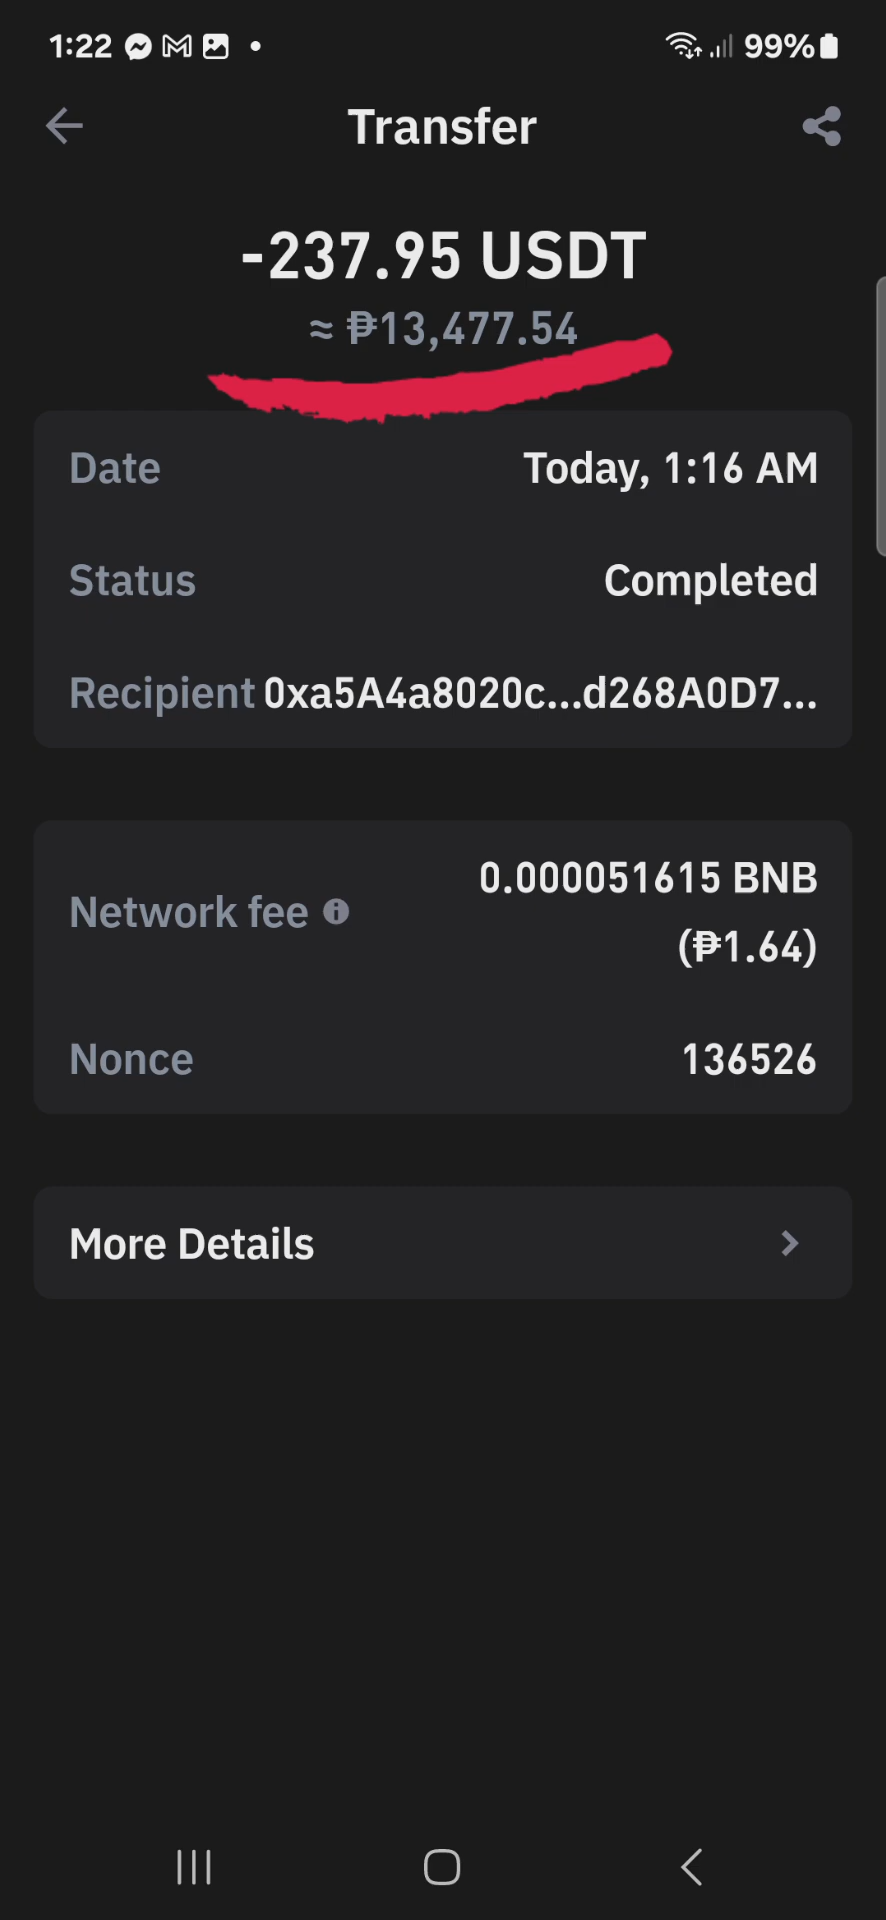 1:22 99%
Transfer
-237.95 USDT
≈ ₱13,477.54
Date Today, 1:16 AM
Status Completed
Recipient 0xa5A4a8020c...d268A0D7...
0.000051615 BNB
Network fee
(₱1.64)
Nonce 136526
More Details